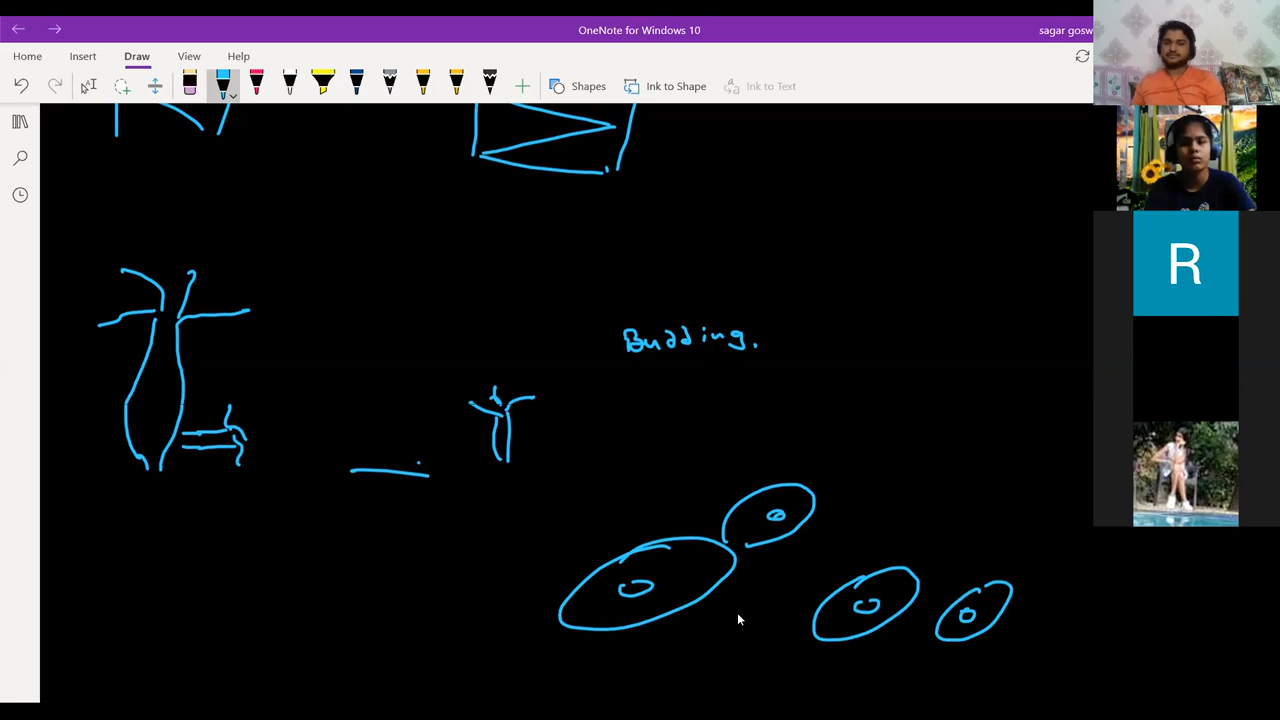 OneNote for Windows 10
sagar gosw
Home Insert Draw View Help
Shapes Ink to Shape Ink to Text
R
Budding.